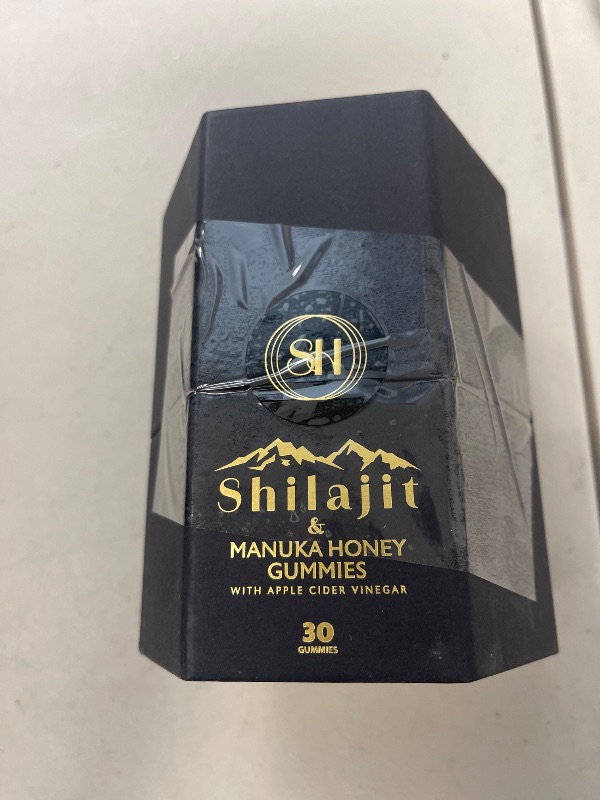 SH
Shilajit
&
MANUKA HONEY
GUMMIES
WITH APPLE CIDER VINEGAR
30
GUMMIES